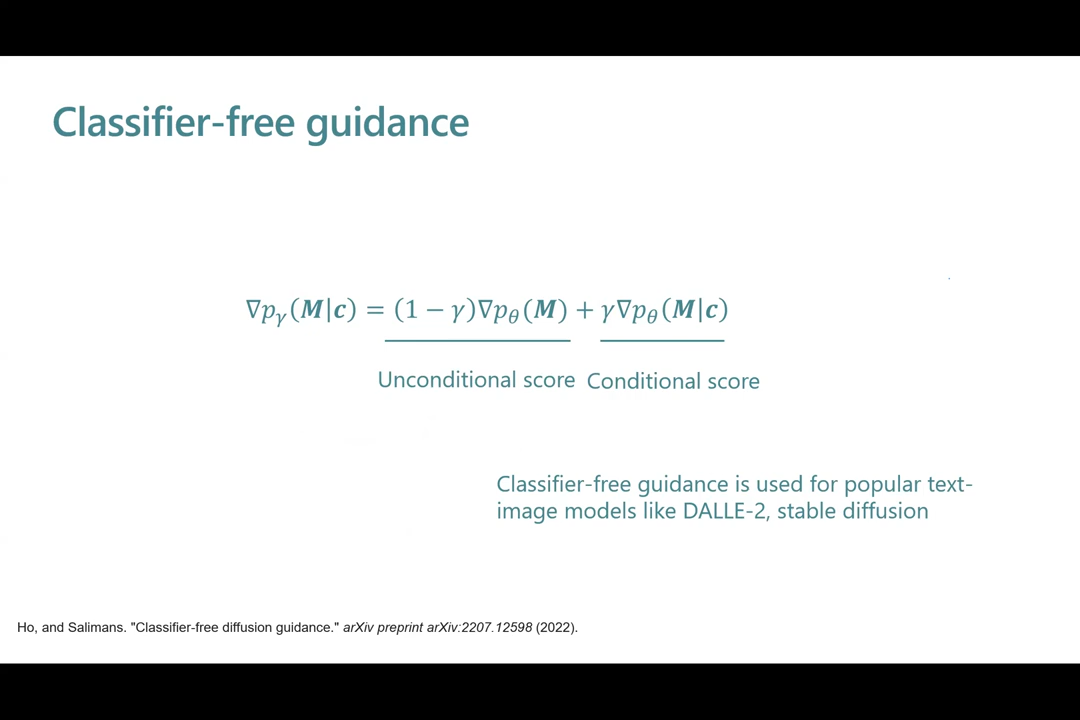 Classifier-free guidance
∇pᵧ(M|c) = (1 − γ)∇p_θ(M) + γ∇p_θ(M|c)
Unconditional score Conditional score
Classifier-free guidance is used for popular text-
image models like DALLE-2, stable diffusion
Ho, and Salimans. "Classifier-free diffusion guidance." arXiv preprint arXiv:2207.12598 (2022).